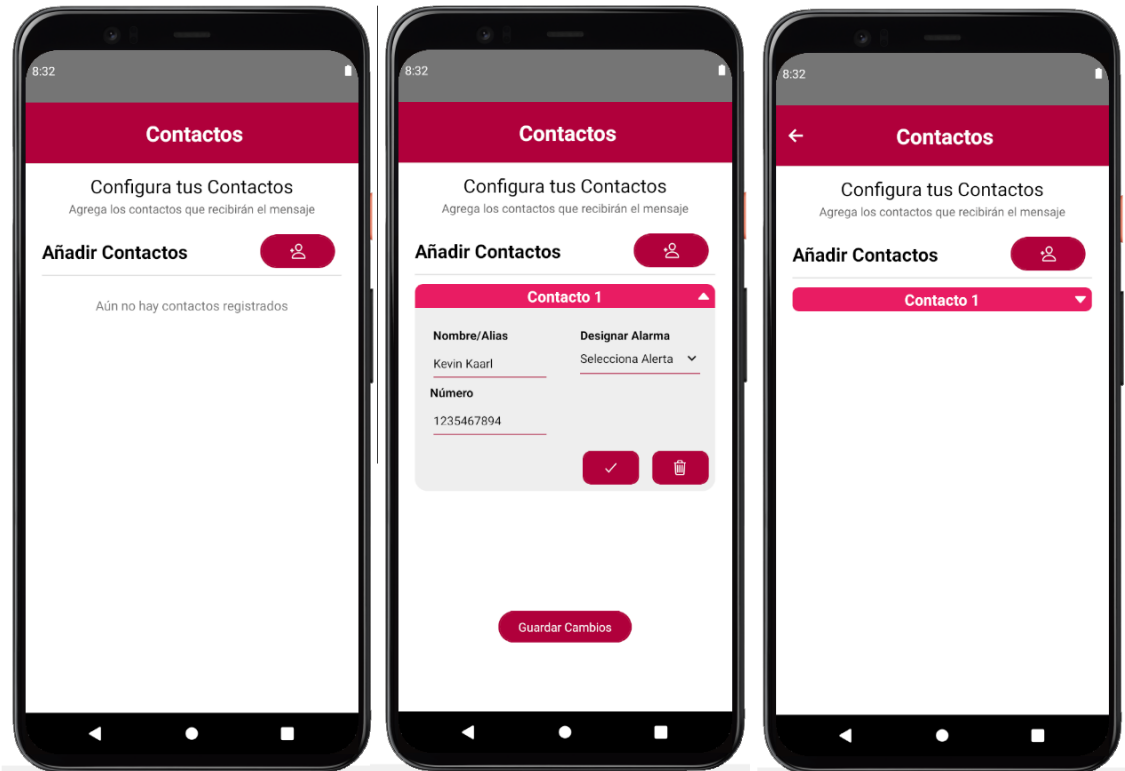 8:32
Contactos
Configura tus Contactos
Agrega los contactos que recibirán el mensaje
Añadir Contactos
Aún no hay contactos registrados
8:32
Contactos
Configura tus Contactos
Agrega los contactos que recibirán el mensaje
Añadir Contactos
Contacto 1
Nombre/Alias
Designar Alarma
Kevin Kaarl
Selecciona Alerta
Número
1235467894
Guardar Cambios
8:32
Contactos
Configura tus Contactos
Agrega los contactos que recibirán el mensaje
Añadir Contactos
Contacto 1